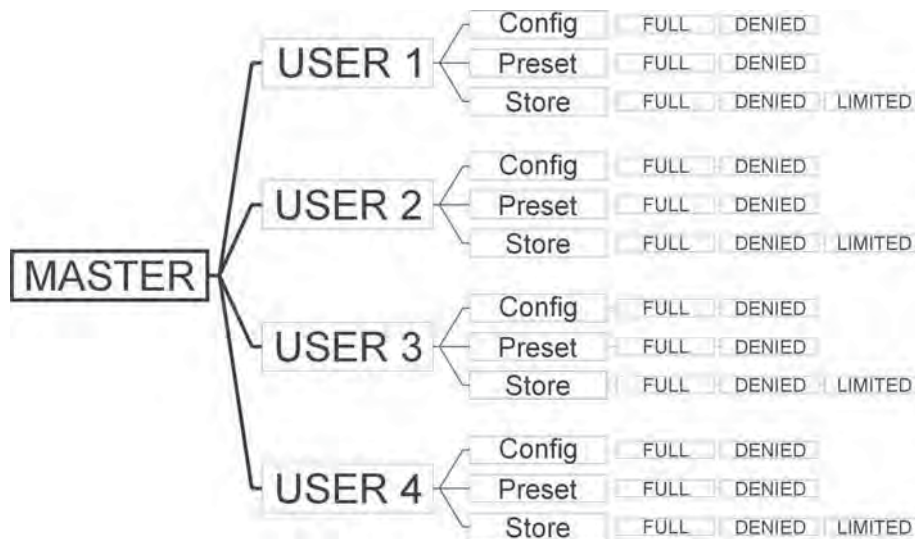 Config FULL DENIED
USER 1 Preset FULL DENIED
Store FULL DENIED LIMITED
Config FULL DENIED
USER 2 Preset FULL DENIED
Store FULL DENIED LIMITED
MASTER
Config FULL DENIED
USER 3 Preset FULL DENIED
Store FULL DENIED LIMITED
Config FULL DENIED
USER 4 Preset FULL DENIED
Store FULL DENIED LIMITED